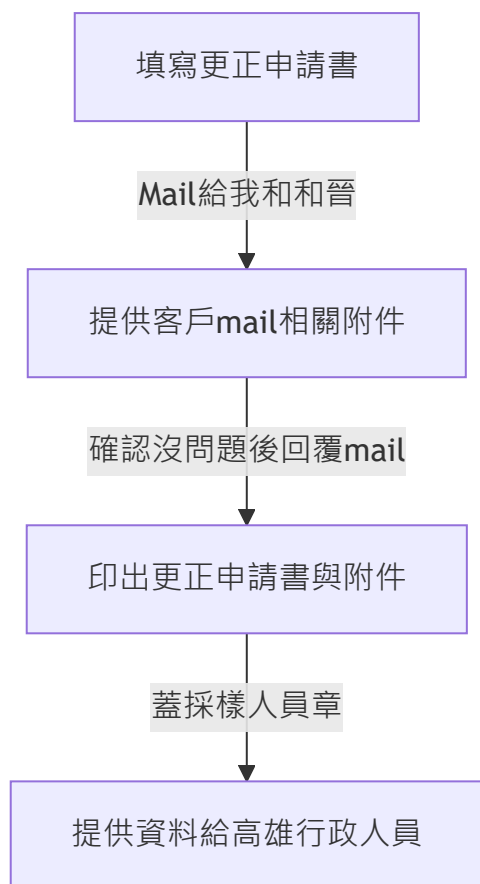 填寫更正申請書
Mail給我和和晉
提供客戶mail相關附件
確認沒問題後回覆mail
印出更正申請書與附件
蓋採樣人員章
提供資料給高雄行政人員